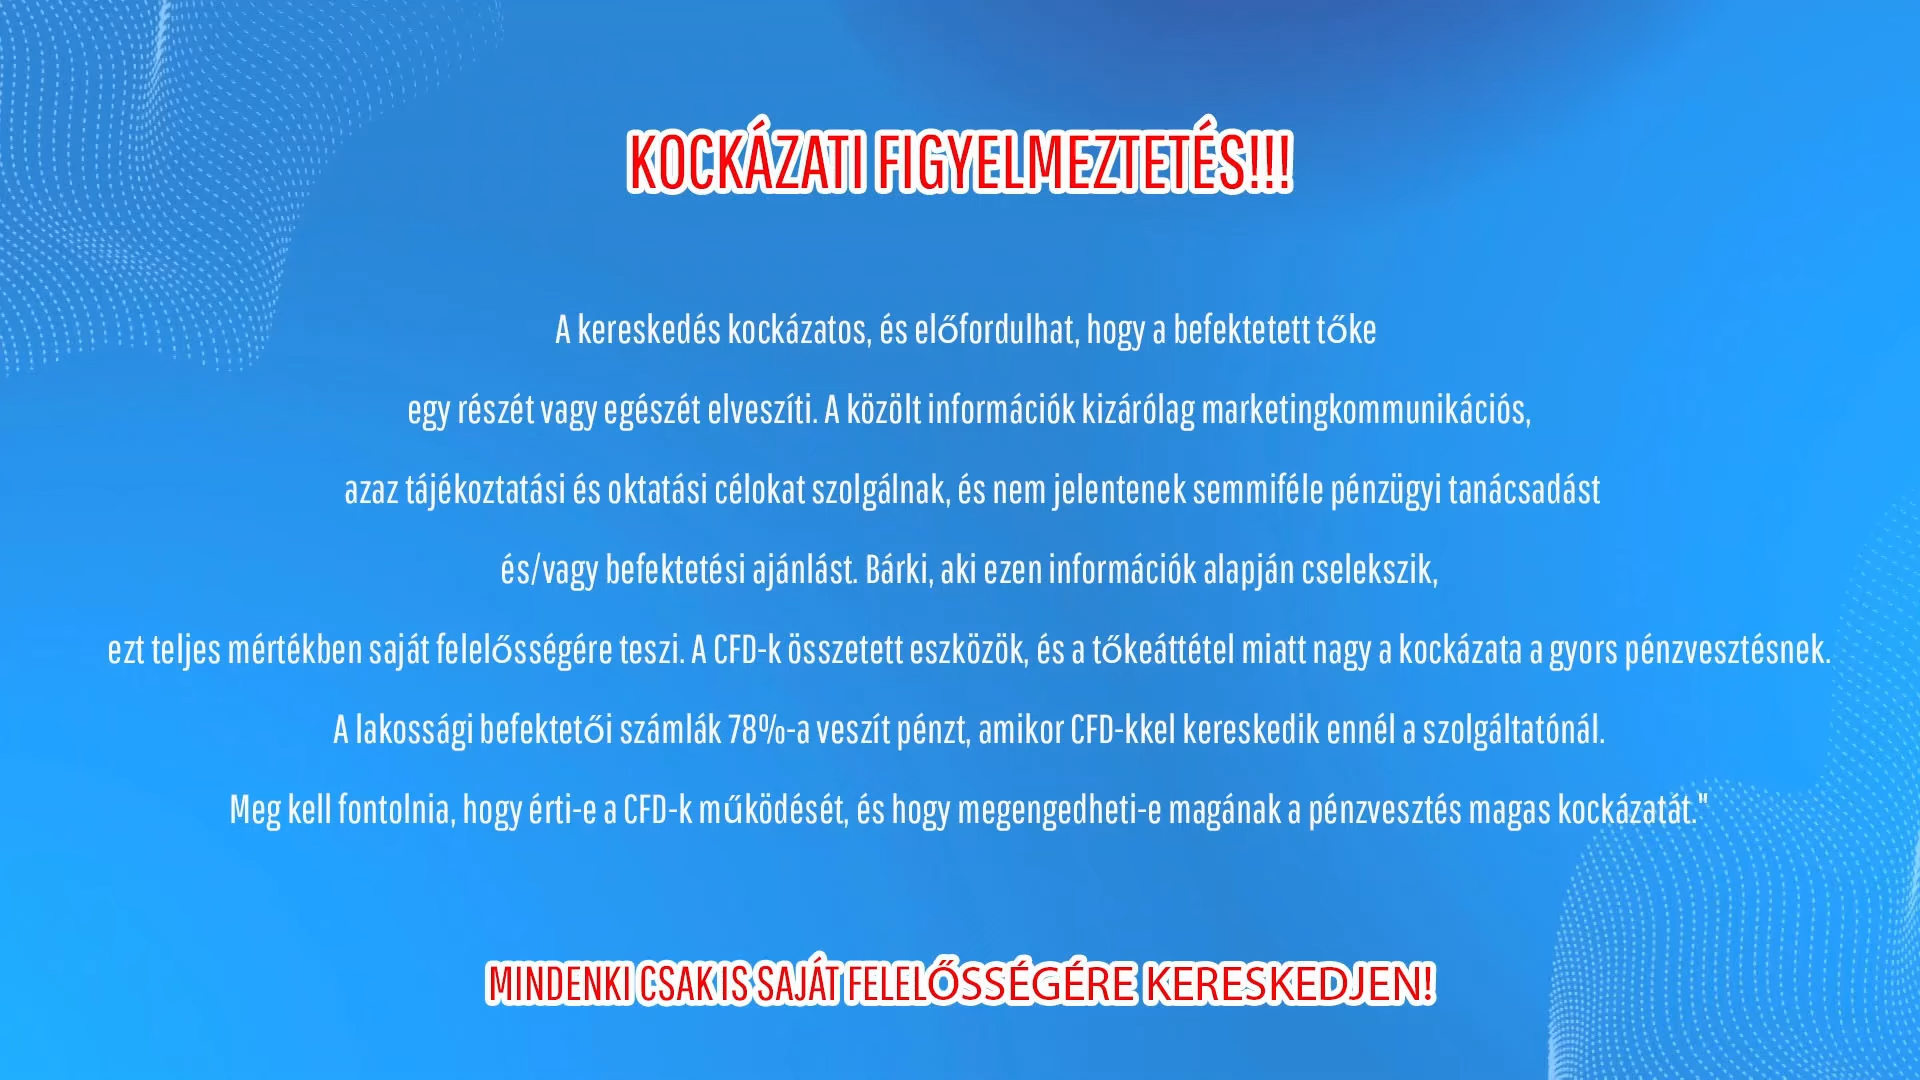 KOCKÁZATI FIGYELMEZTETÉS!!!
A kereskedés kockázatos, és előfordulhat, hogy a befektetett tőke
egy részét vagy egészét elveszíti. A közölt információk kizárólag marketingkommunikációs,
azaz tájékoztatási és oktatási célokat szolgálnak, és nem jelentenek semmiféle pénzügyi tanácsadást
és/vagy befektetési ajánlást. Bárki, aki ezen információk alapján cselekszik,
ezt teljes mértékben saját felelősségére teszi. A CFD-k összetett eszközök, és a tőkeáttétel miatt nagy a kockázata a gyors pénzvesztésnek.
A lakossági befektetői számlák 78%-a veszít pénzt, amikor CFD-kkel kereskedik ennél a szolgáltatónál.
Meg kell fontolnia, hogy érti-e a CFD-k működését, és hogy megengedheti-e magának a pénzvesztés magas kockázatát."
MINDENKI CSAK IS SAJÁT FELELŐSSÉGÉRE KERESKEDJEN!